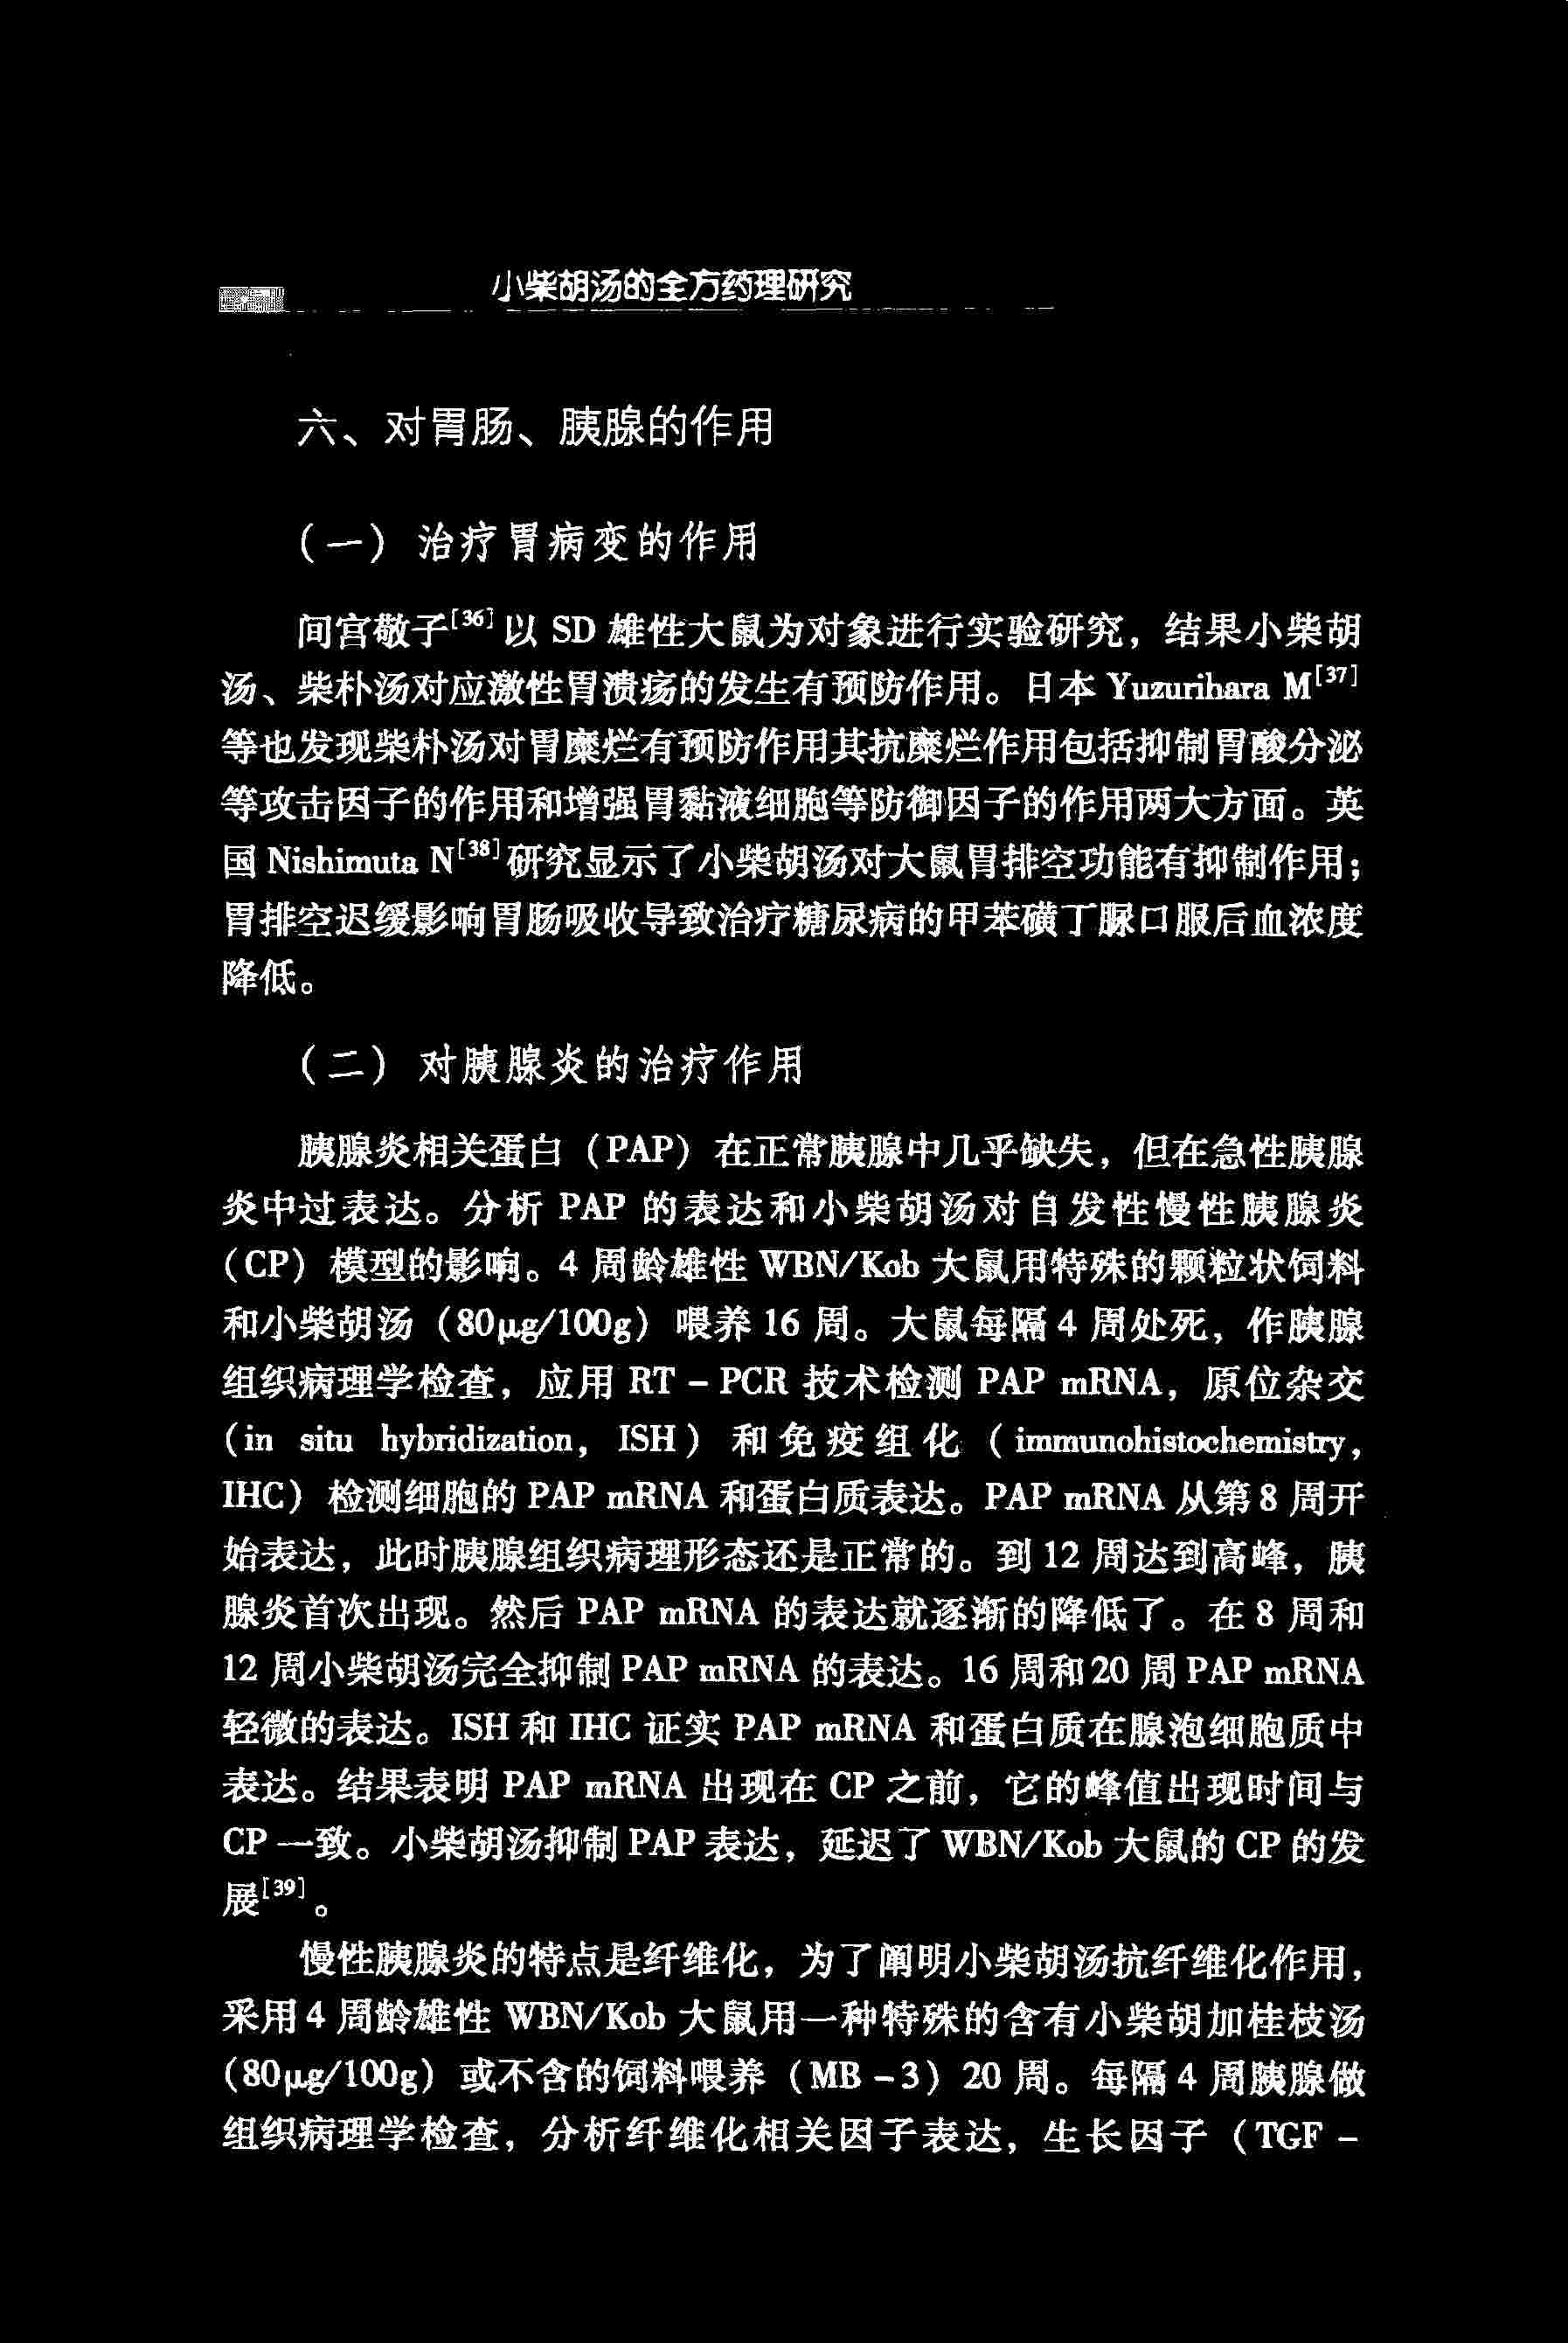 小柴胡汤的全方药理研究
六、对胃肠、胰腺的作用
（一）治疗胃病变的作用
间宫敬子[36]以 SD 雄性大鼠为对象进行实验研究，结果小柴胡
汤、柴朴汤对应激性胃溃疡的发生有预防作用。日本 Yuzurihara M[37]
等也发现柴朴汤对胃糜烂有预防作用其抗糜烂作用包括抑制胃酸分泌
等攻击因子的作用和增强胃黏液细胞等防御因子的作用两大方面。英
国 Nishimuta N[38]研究显示了小柴胡汤对大鼠胃排空功能有抑制作用；
胃排空迟缓影响胃肠吸收导致治疗糖尿病的甲苯磺丁脲口服后血浓度
降低。
（二）对胰腺炎的治疗作用
胰腺炎相关蛋白（PAP）在正常胰腺中几乎缺失，但在急性胰腺
炎中过表达。分析 PAP 的表达和小柴胡汤对自发性慢性胰腺炎
（CP）模型的影响。4 周龄雄性 WBN/Kob 大鼠用特殊的颗粒状饲料
和小柴胡汤（80μg/100g）喂养 16 周。大鼠每隔 4 周处死，作胰腺
组织病理学检查，应用 RT－PCR 技术检测 PAP mRNA，原位杂交
（in situ hybridization，ISH）和免疫组化（immunohistochemistry，
IHC）检测细胞的 PAP mRNA 和蛋白质表达。PAP mRNA 从第 8 周开
始表达，此时胰腺组织病理形态还是正常的。到 12 周达到高峰，胰
腺炎首次出现。然后 PAP mRNA 的表达就逐渐的降低了。在 8 周和
12 周小柴胡汤完全抑制 PAP mRNA 的表达。16 周和 20 周 PAP mRNA
轻微的表达。ISH 和 IHC 证实 PAP mRNA 和蛋白质在腺泡细胞质中
表达。结果表明 PAP mRNA 出现在 CP 之前，它的峰值出现时间与
CP 一致。小柴胡汤抑制 PAP 表达，延迟了 WBN/Kob 大鼠的 CP 的发
展[39]。
慢性胰腺炎的特点是纤维化，为了阐明小柴胡汤抗纤维化作用，
采用 4 周龄雄性 WBN/Kob 大鼠用一种特殊的含有小柴胡加桂枝汤
（80μg/100g）或不含的饲料喂养（MB－3）20 周。每隔 4 周胰腺做
组织病理学检查，分析纤维化相关因子表达，生长因子（TGF－